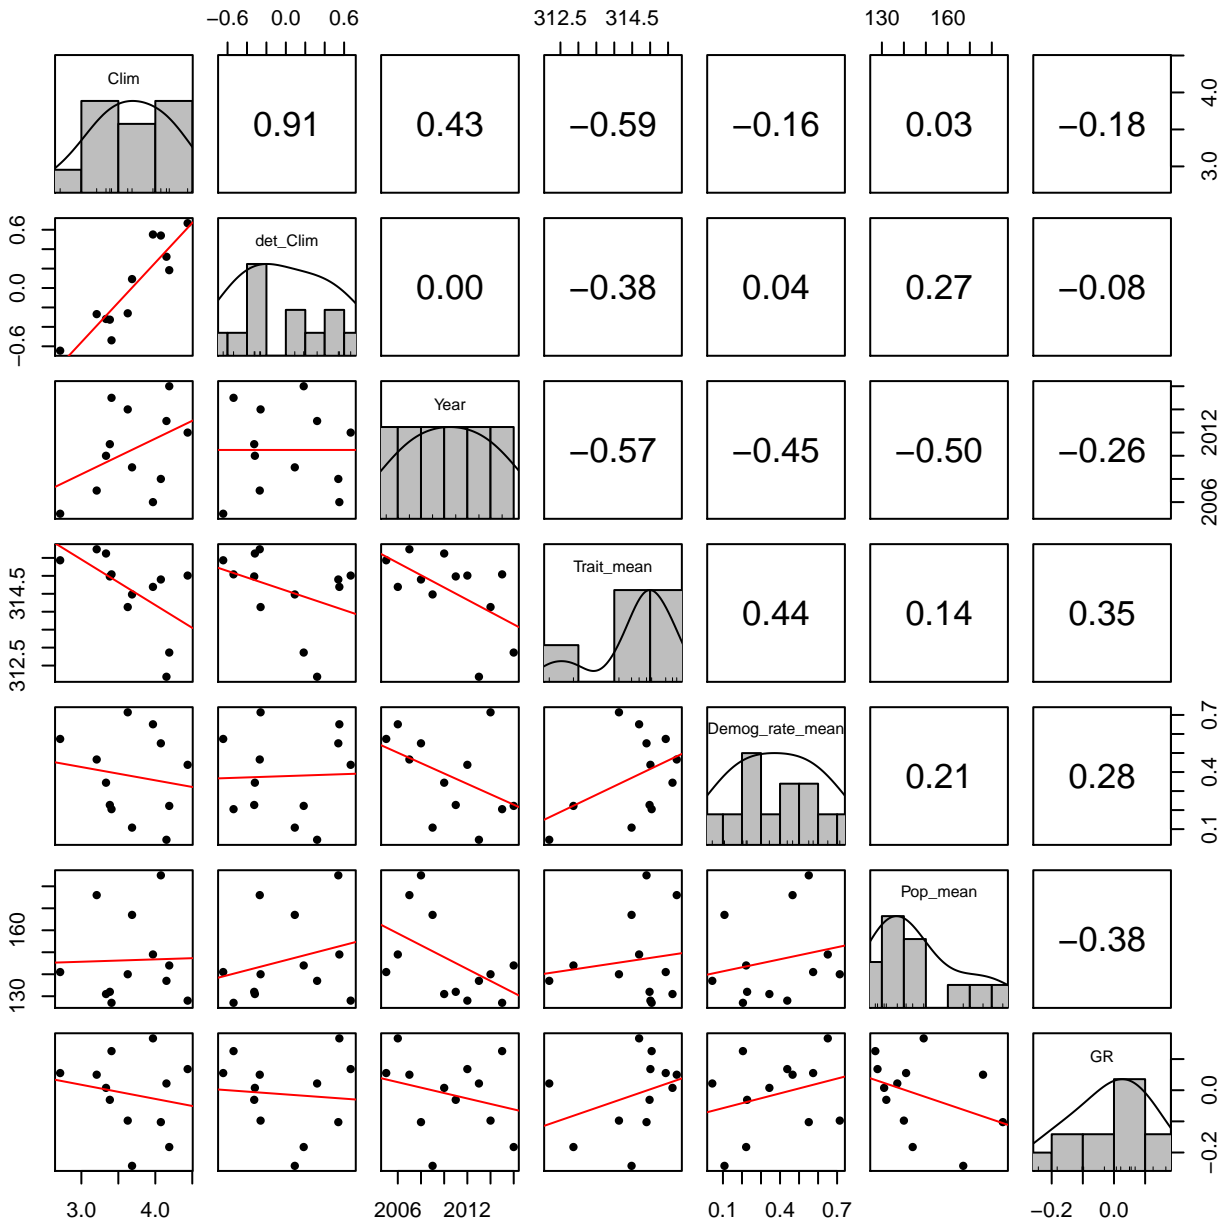 −0.6 0.0 0.6 312.5 314.5 130 160
Clim 0.91 0.43 −0.59 −0.16 0.03 −0.18 3.0 4.0
−0.6 0.0 0.6 det_Clim 0.00 −0.38 0.04 0.27 −0.08
Year −0.57 −0.45 −0.50 −0.26 2006 2012
312.5 314.5 Trait_mean 0.44 0.14 0.35
Demog_rate_mean 0.21 0.28 0.1 0.4 0.7
130 160 Pop_mean −0.38
GR −0.2 0.0
3.0 4.0 2006 2012 0.1 0.4 0.7 −0.2 0.0